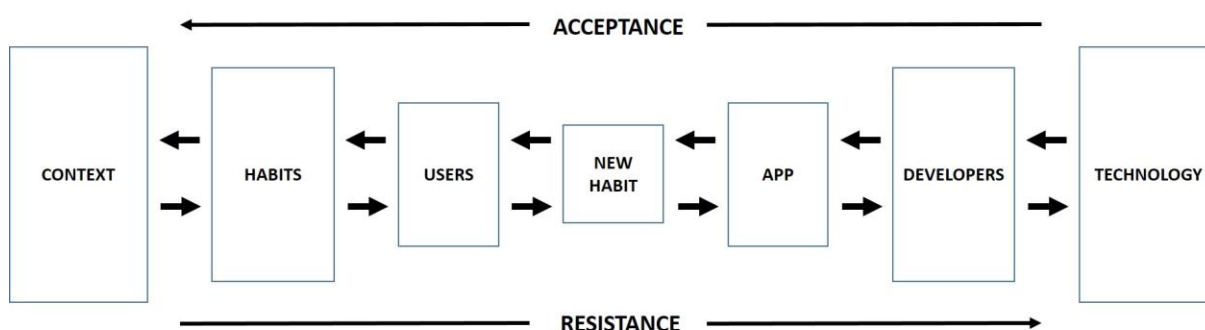 ACCEPTANCE
CONTEXT
HABITS
USERS
NEW
HABIT
APP
DEVELOPERS
TECHNOLOGY
RESISTANCE